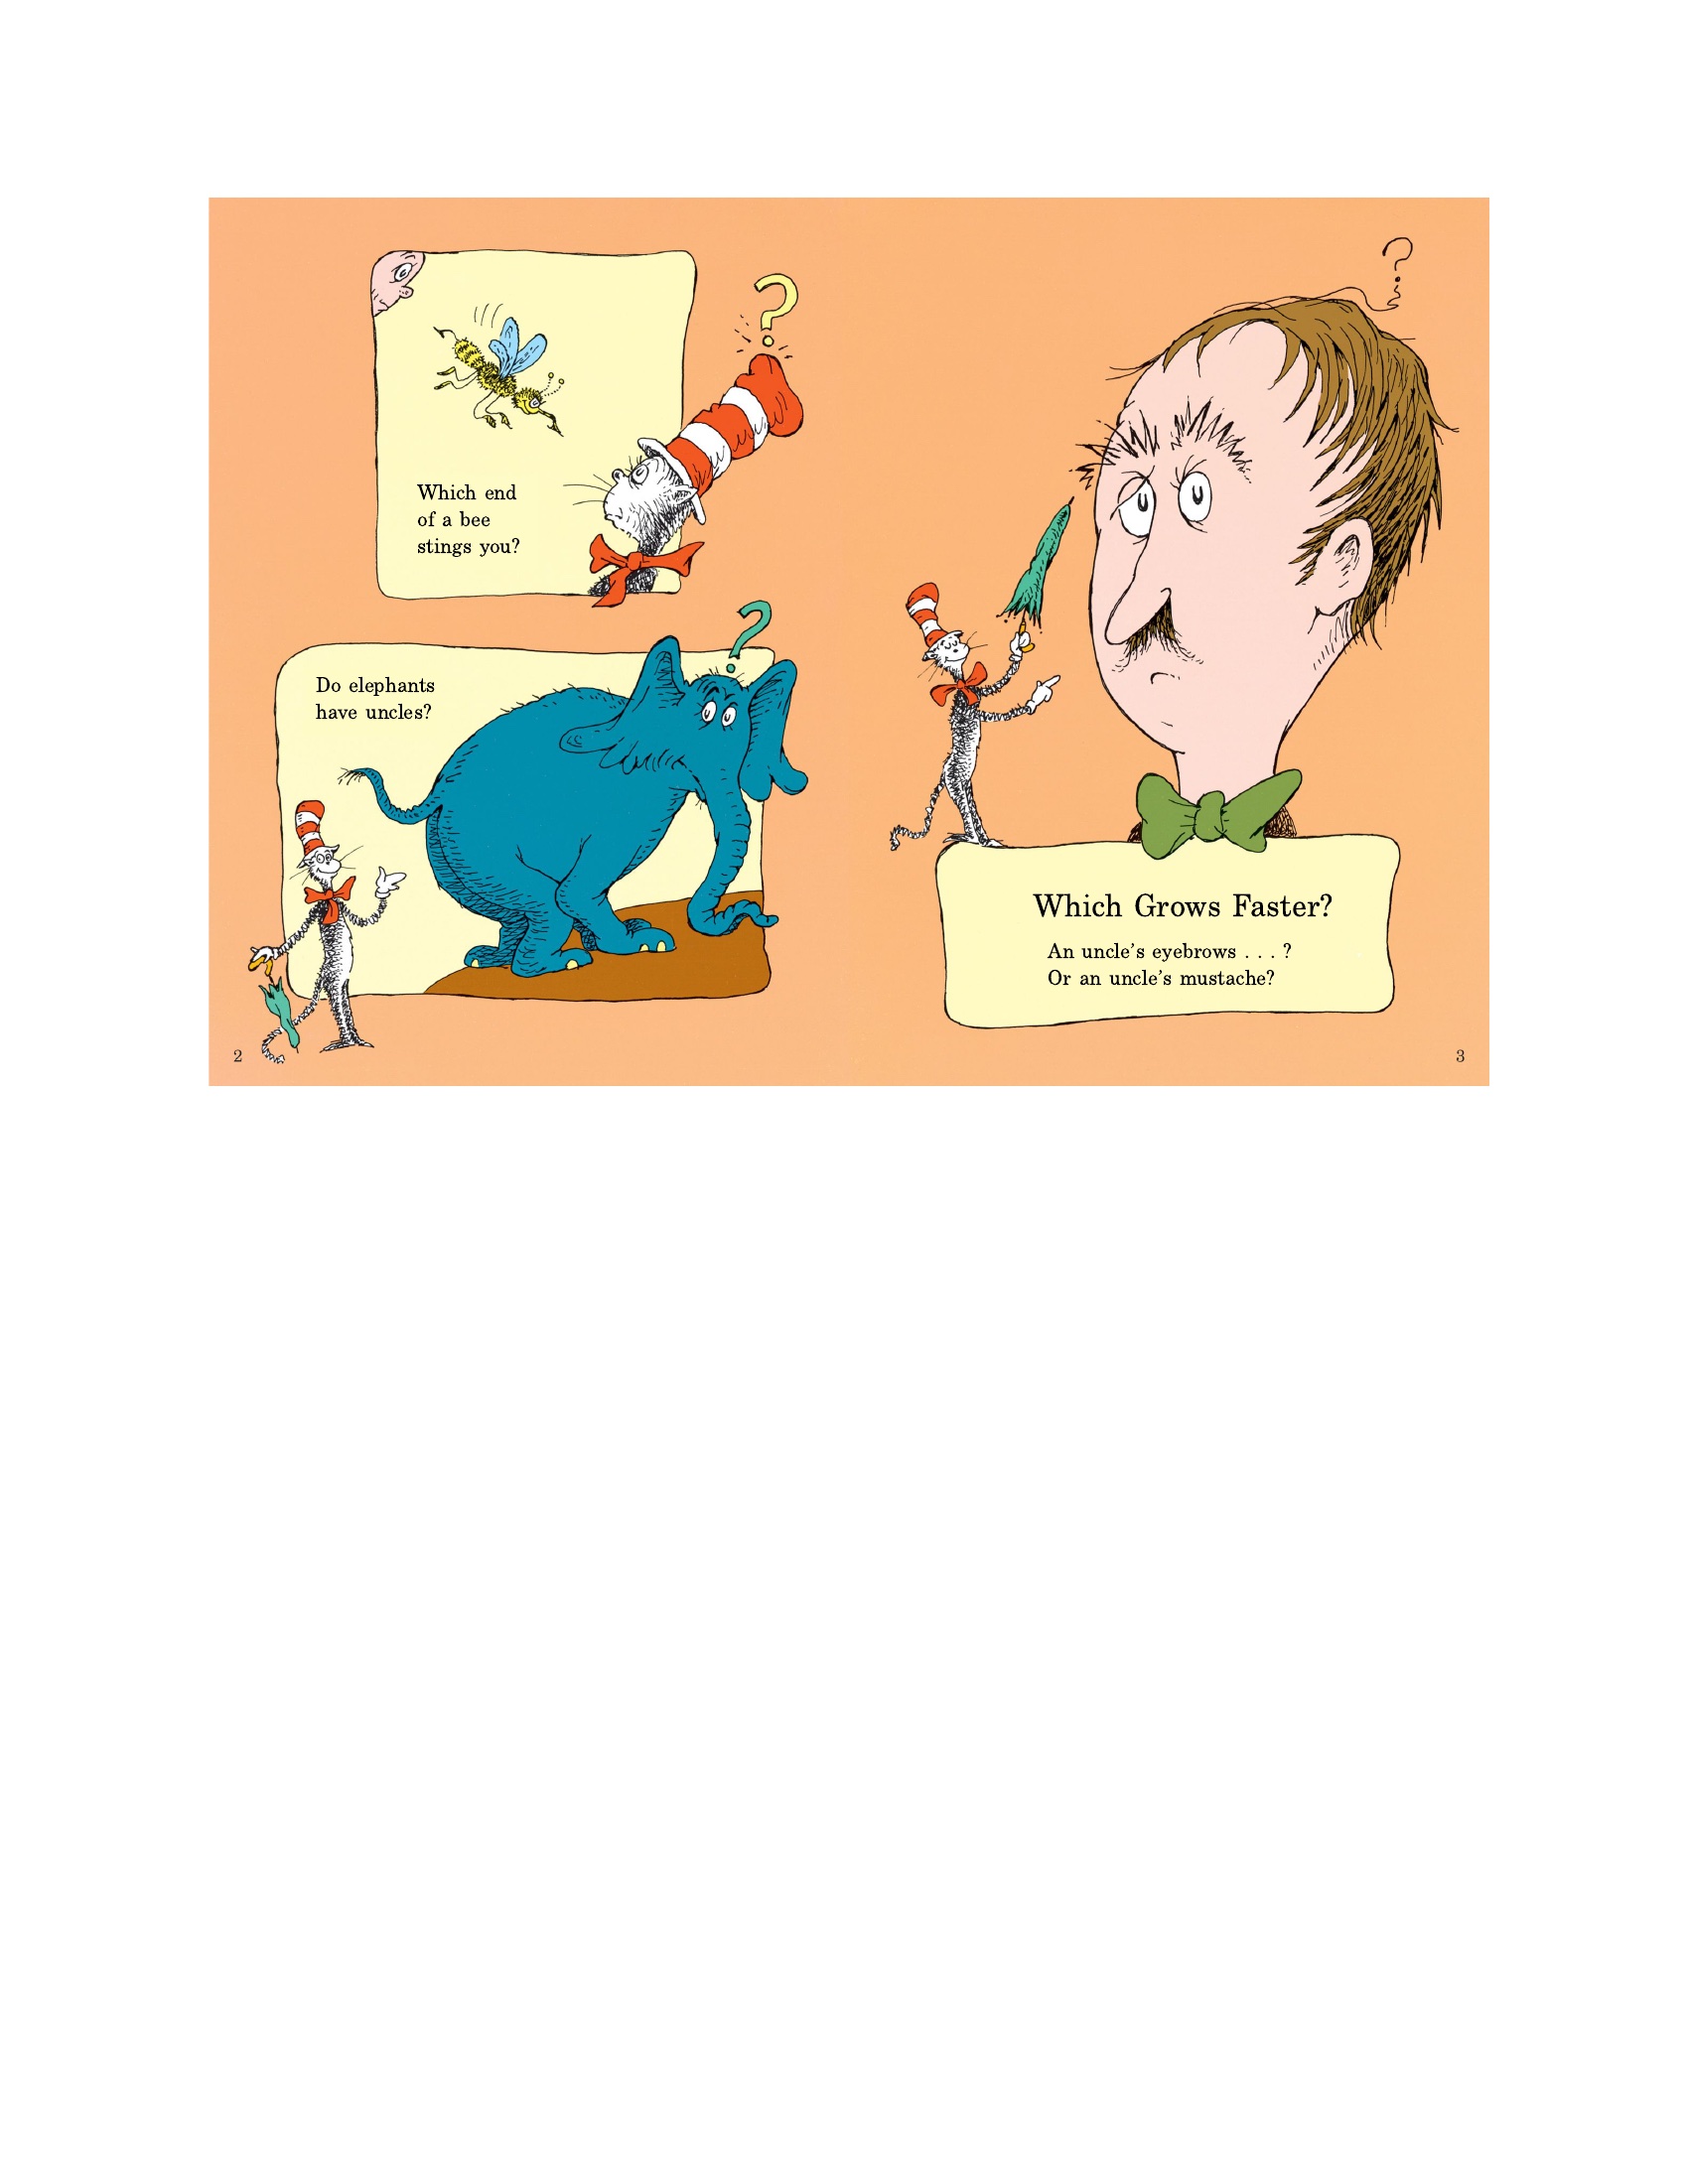 Which end
of a bee
stings you?
Do elephants
have uncles?
2
Which Grows Faster?
An uncle's eyebrows . . . ?
Or an uncle's mustache?
3